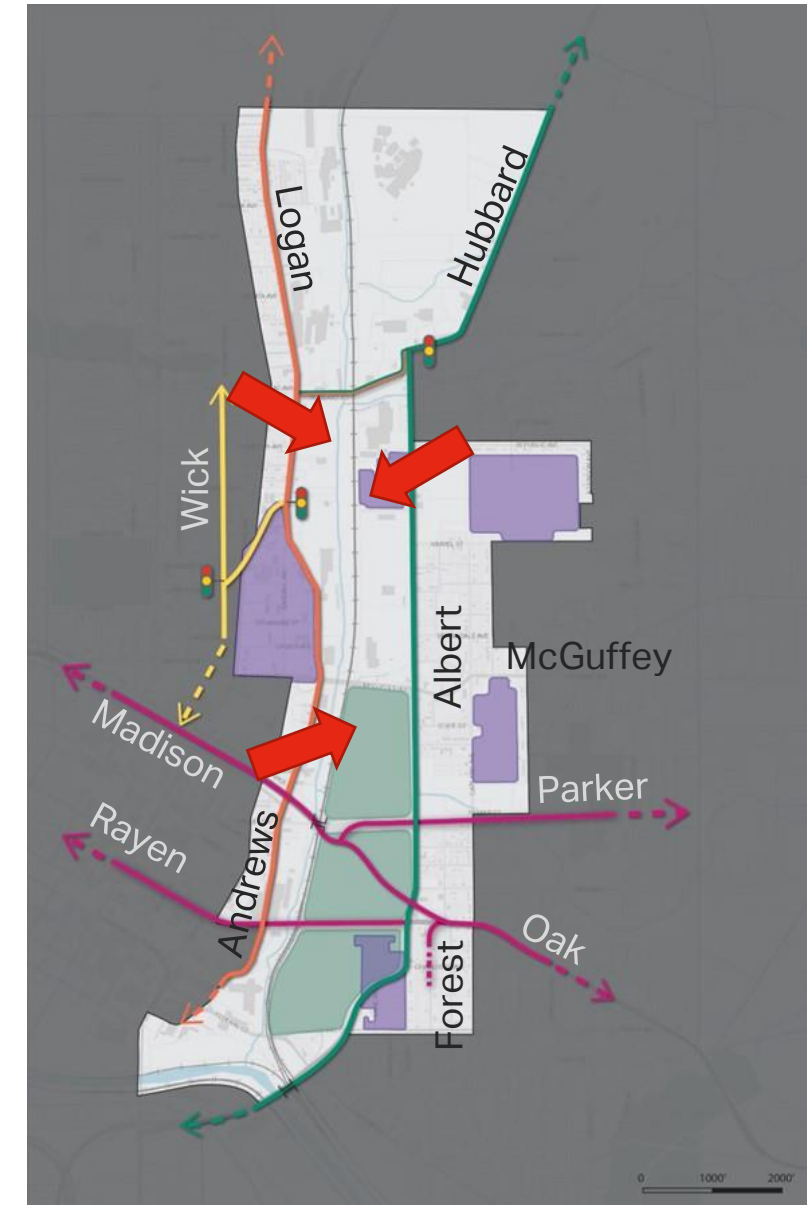 Hubbard
Logan
Wick
Albert
McGuffey
Madison
Parker
Rayen
Andrews
Oak
Forest
0 1000' 2000'